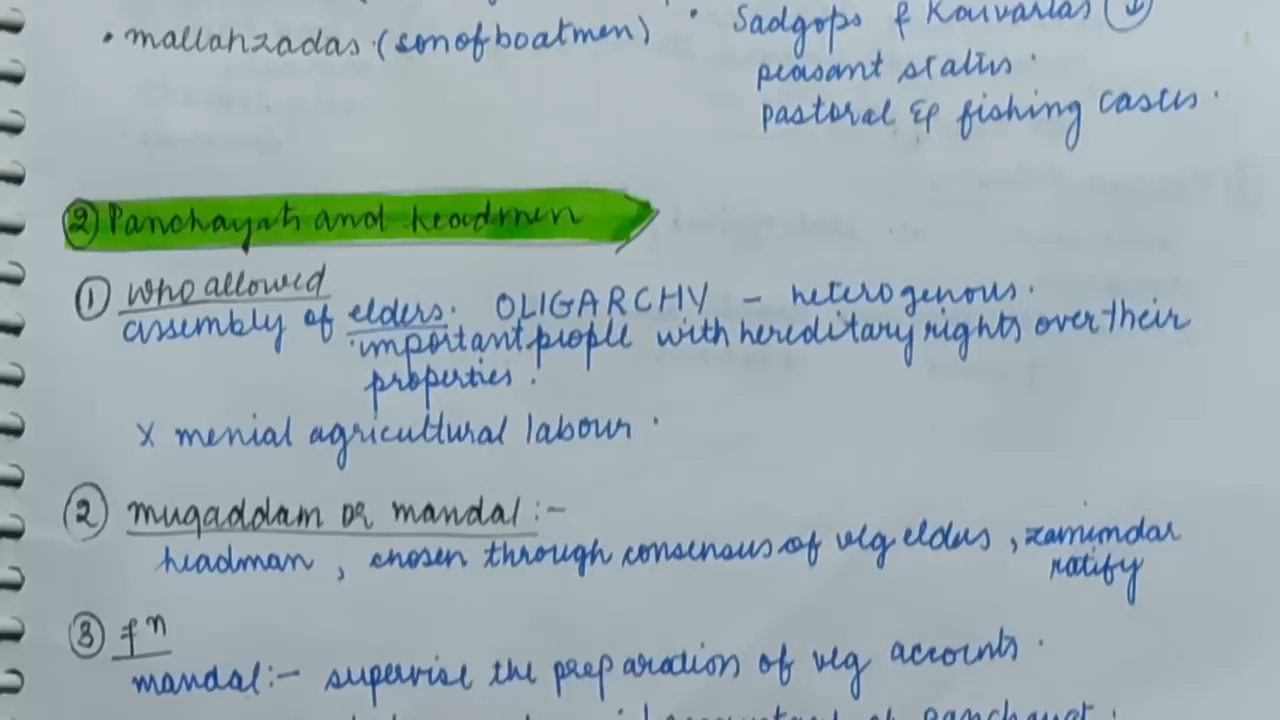 • mallahzadas (son of boatmen)
• Sadgops & Kaivartas ①
peasant status.
pastoral & fishing castes.
② Panchayats and headmen
① who allowed
assembly of elders. OLIGARCHY – heterogenous.
important people with hereditary rights over their
properties.
x menial agricultural labour.
② muqaddam or mandal :–
headman, chosen through consensus of vlg elders, zamindar
ratify
③ fⁿ
mandal :– supervise the preparation of vlg accounts.
panchayat.